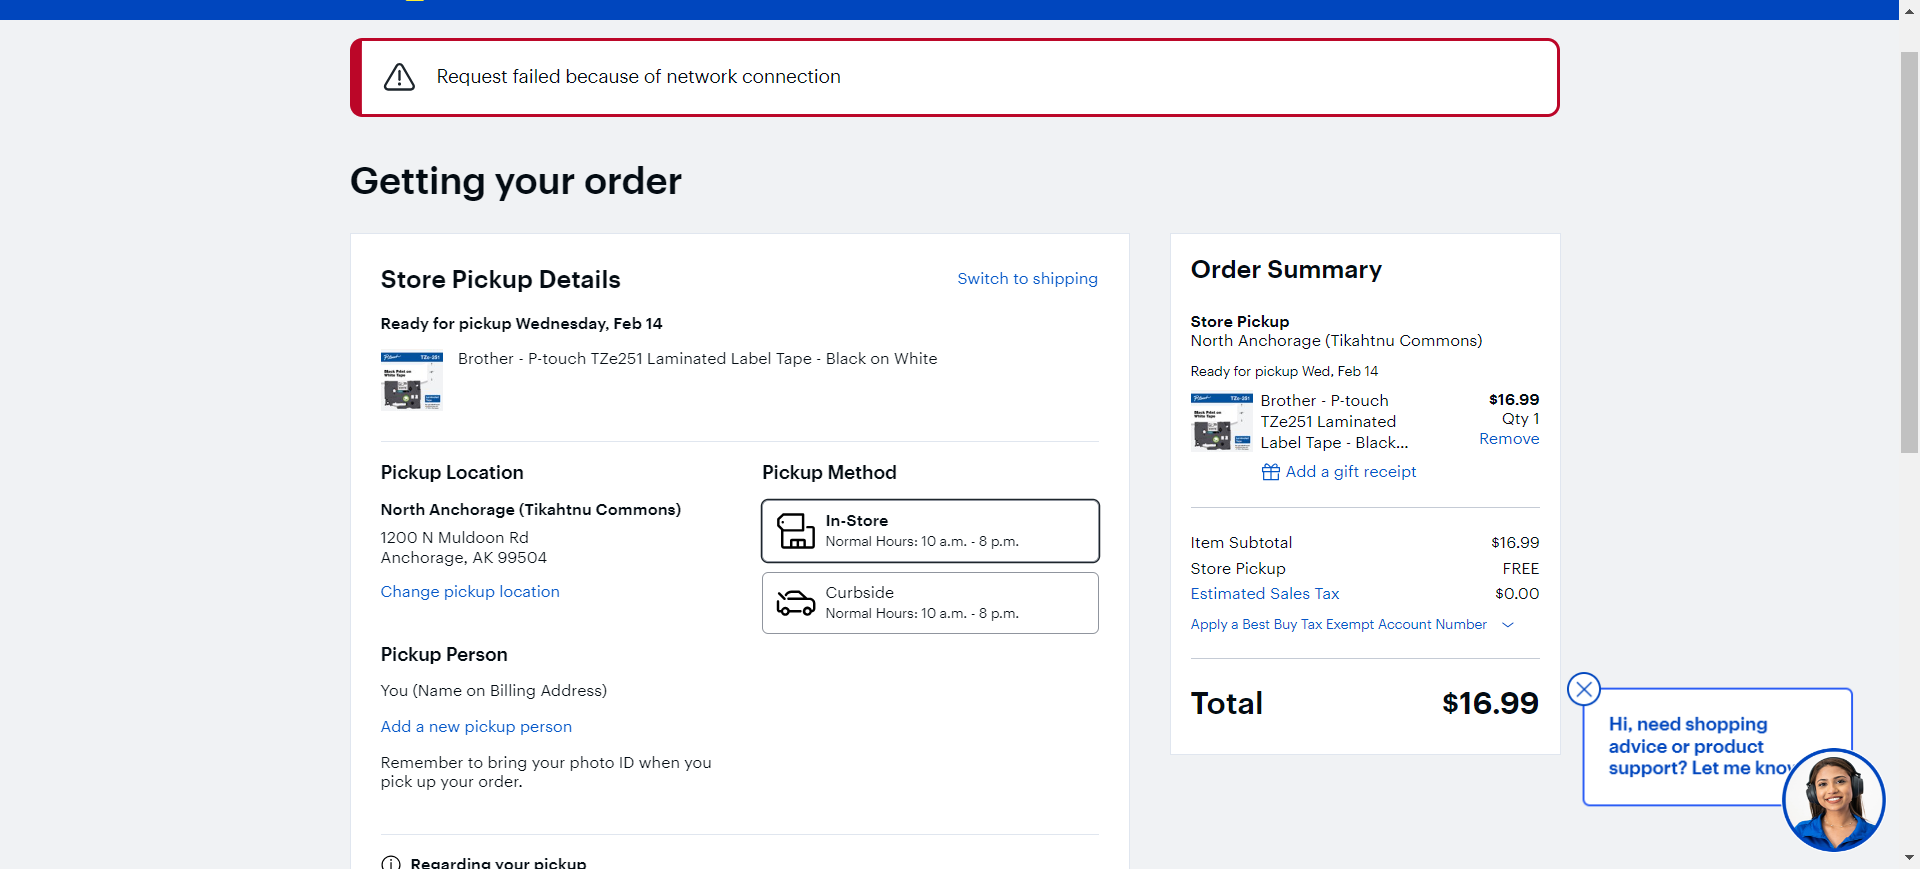 Request failed because of network connection
Getting your order
Store Pickup Details
Switch to shipping
Ready for pickup Wednesday, Feb 14
Brother - P-touch TZe251 Laminated Label Tape - Black on White
Pickup Location
North Anchorage (Tikahtnu Commons)
1200 N Muldoon Rd
Anchorage, AK 99504
Change pickup location
Pickup Method
In-Store
Normal Hours: 10 a.m. - 8 p.m.
Curbside
Normal Hours: 10 a.m. - 8 p.m.
Pickup Person
You (Name on Billing Address)
Add a new pickup person
Remember to bring your photo ID when you
pick up your order.
Regarding your pickup
Order Summary
Store Pickup
North Anchorage (Tikahtnu Commons)
Ready for pickup Wed, Feb 14
Brother - P-touch
TZe251 Laminated
Label Tape - Black...
$16.99
Qty 1
Remove
Add a gift receipt
Item Subtotal $16.99
Store Pickup FREE
Estimated Sales Tax $0.00
Apply a Best Buy Tax Exempt Account Number
Total $16.99
Hi, need shopping
advice or product
support? Let me know